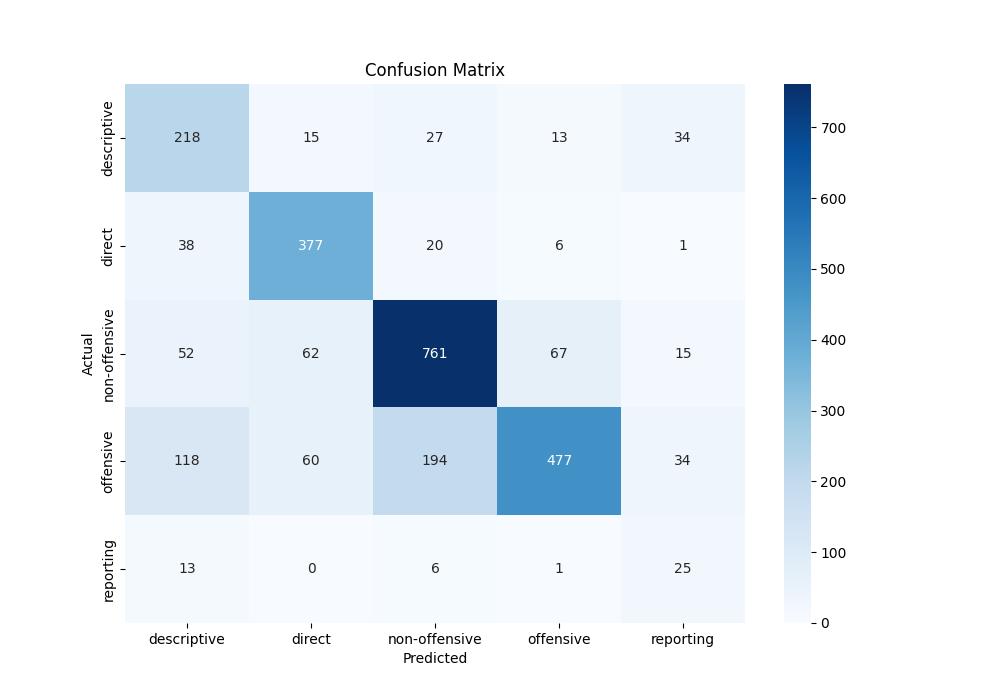 Confusion Matrix
descriptive 218 15 27 13 34
direct 38 377 20 6 1
non-offensive 52 62 761 67 15
offensive 118 60 194 477 34
reporting 13 0 6 1 25
Actual
descriptive direct non-offensive offensive reporting
Predicted
700
600
500
400
300
200
100
0